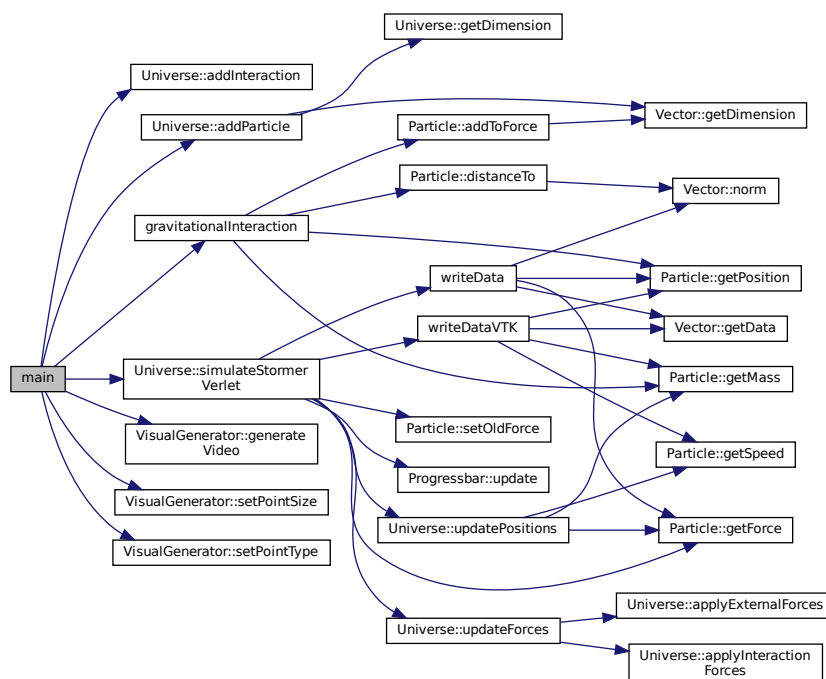 Universe::getDimension
Universe::addInteraction
Vector::getDimension
Universe::addParticle
Particle::addToForce
Particle::distanceTo
Vector::norm
gravitationalInteraction
writeData
Particle::getPosition
writeDataVTK
Vector::getData
main
Universe::simulateStormer
Verlet
Particle::getMass
Particle::setOldForce
VisualGenerator::generate
Video
Particle::getSpeed
Progressbar::update
VisualGenerator::setPointSize
Universe::updatePositions
Particle::getForce
VisualGenerator::setPointType
Universe::applyExternalForces
Universe::updateForces
Universe::applyInteraction
Forces